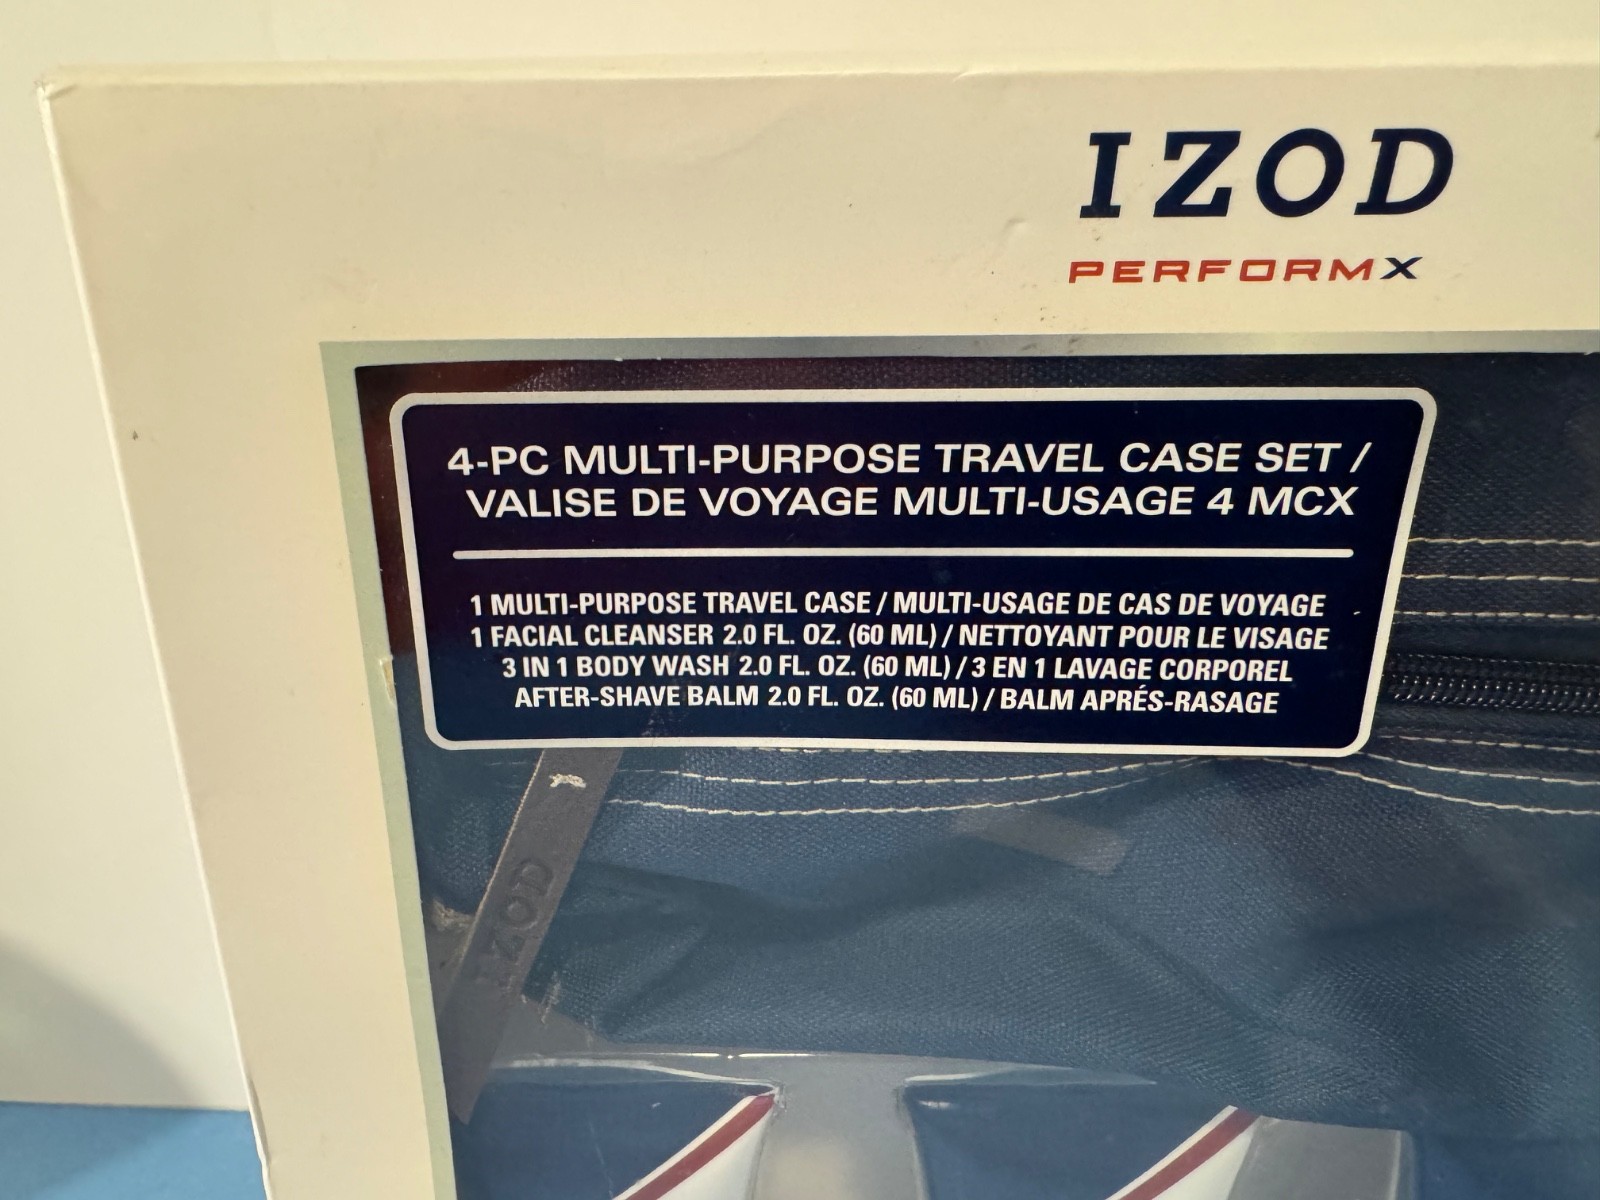 IZOD
PERFORMX
4-PC MULTI-PURPOSE TRAVEL CASE SET /
VALISE DE VOYAGE MULTI-USAGE 4 MCX
1 MULTI-PURPOSE TRAVEL CASE / MULTI-USAGE DE CAS DE VOYAGE
1 FACIAL CLEANSER 2.0 FL. OZ. (60 ML) / NETTOYANT POUR LE VISAGE
3 IN 1 BODY WASH 2.0 FL. OZ. (60 ML) / 3 EN 1 LAVAGE CORPOREL
AFTER-SHAVE BALM 2.0 FL. OZ. (60 ML) / BALM APRÉS-RASAGE
IZOD